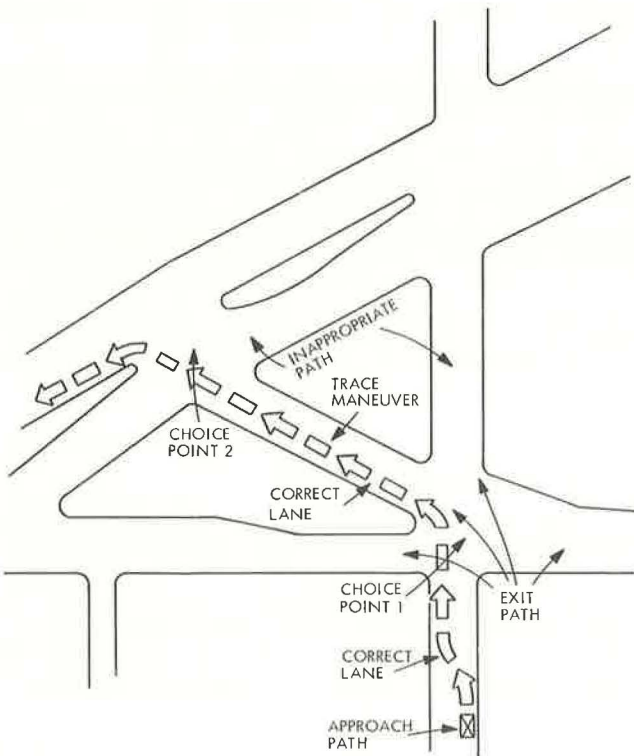 INAPPROPRIATE
PATH
TRACE
MANEUVER
CHOICE
POINT 2
CORRECT
LANE
CHOICE
POINT 1
EXIT
PATH
CORRECT
LANE
APPROACH
PATH